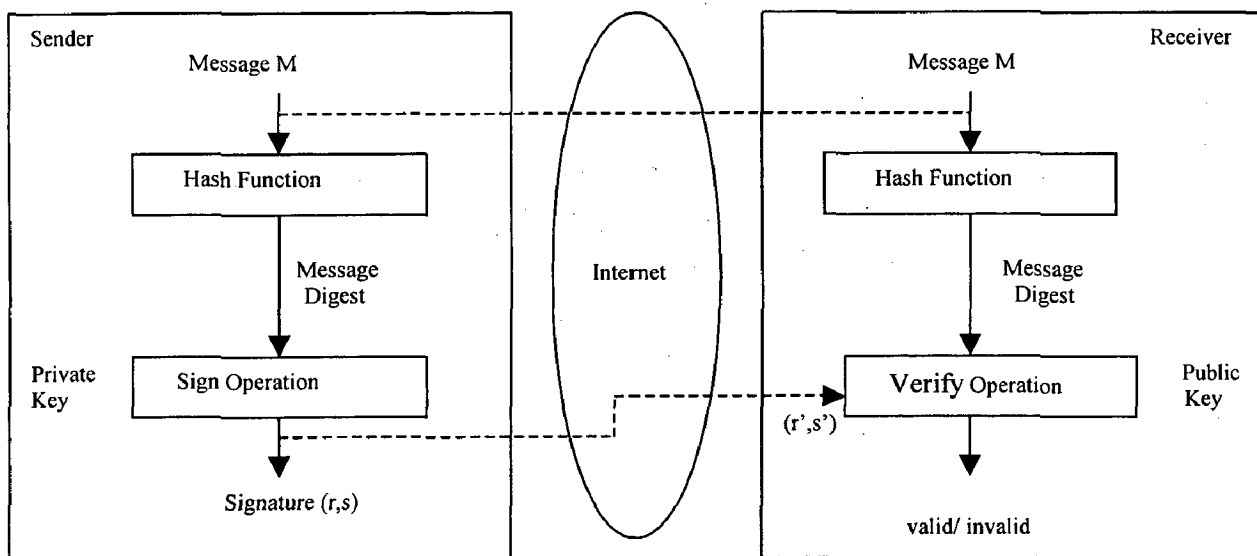 Sender
Message M
Hash Function
Message
Digest
Private
Key
Sign Operation
Signature (r,s)
Internet
Receiver
Message M
Hash Function
Message
Digest
Verify Operation
Public
Key
(r’,s’)
valid/ invalid